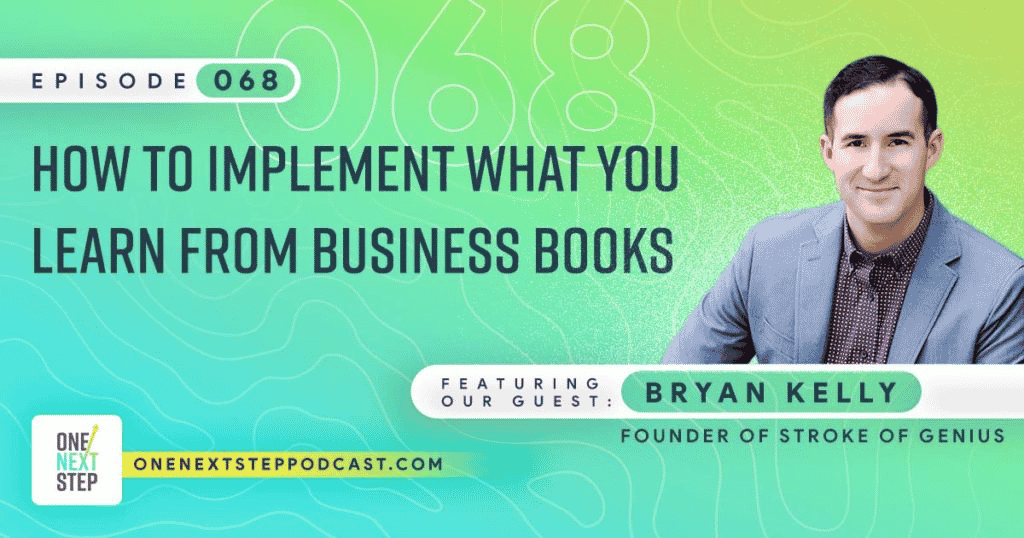 068
EPISODE 068
HOW TO IMPLEMENT WHAT YOU
LEARN FROM BUSINESS BOOKS
FEATURING
OUR GUEST:
BRYAN KELLY
FOUNDER OF STROKE OF GENIUS
ONE
NEXT
STEP
ONENEXTSTEPPODCAST.COM